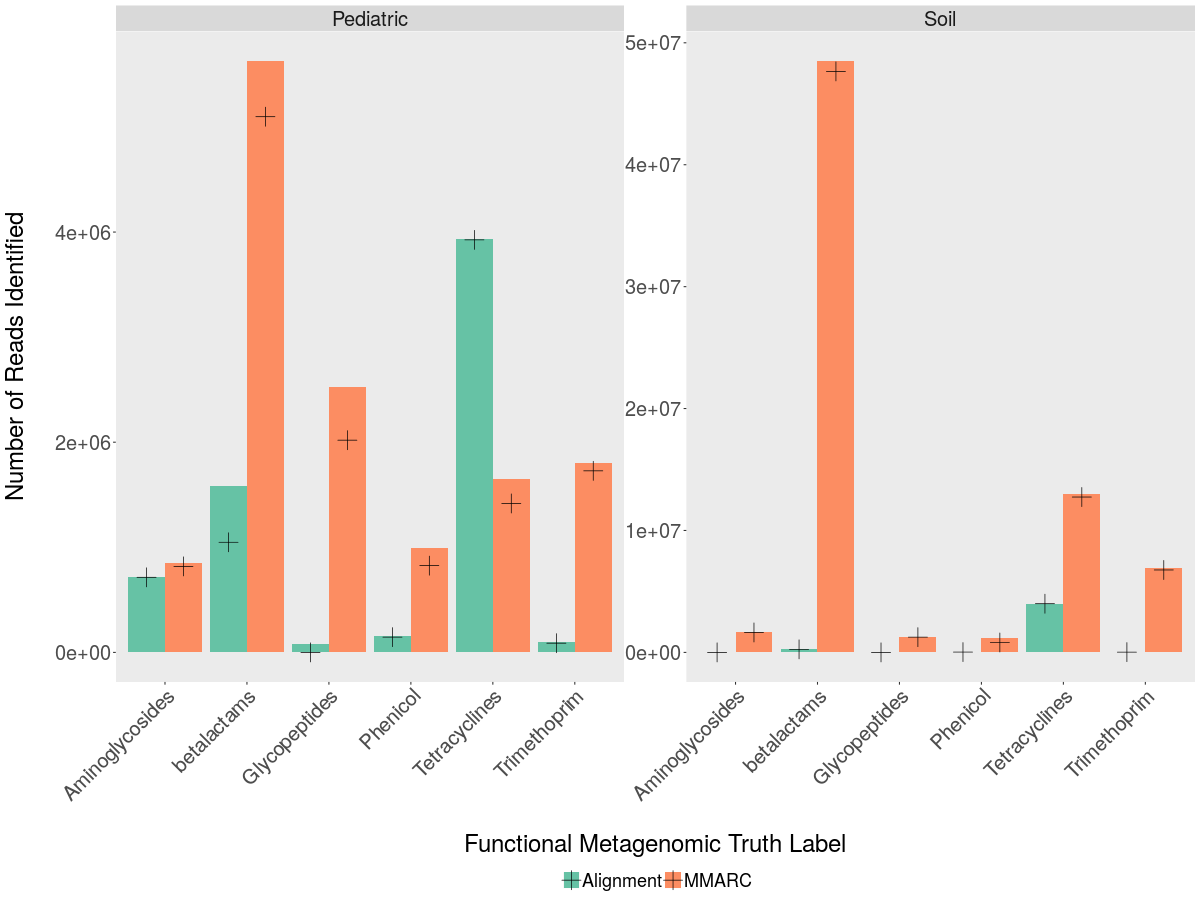 Pediatric
Soil
Number of Reads Identified
4e+06
2e+06
0e+00
5e+07
4e+07
3e+07
2e+07
1e+07
0e+00
Aminoglycosides
betalactams
Glycopeptides
Phenicol
Tetracyclines
Trimethoprim
Aminoglycosides
betalactams
Glycopeptides
Phenicol
Tetracyclines
Trimethoprim
Functional Metagenomic Truth Label
Alignment MMARC